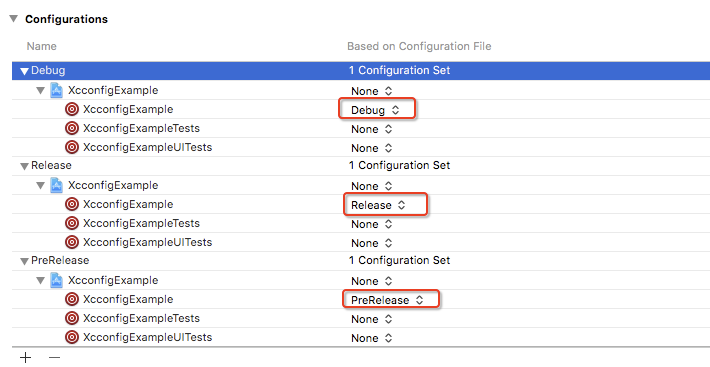 Configurations
Name Based on Configuration File
Debug 1 Configuration Set
XcconfigExample None
XcconfigExample Debug
XcconfigExampleTests None
XcconfigExampleUITests None
Release 1 Configuration Set
XcconfigExample None
XcconfigExample Release
XcconfigExampleTests None
XcconfigExampleUITests None
PreRelease 1 Configuration Set
XcconfigExample None
XcconfigExample PreRelease
XcconfigExampleTests None
XcconfigExampleUITests None